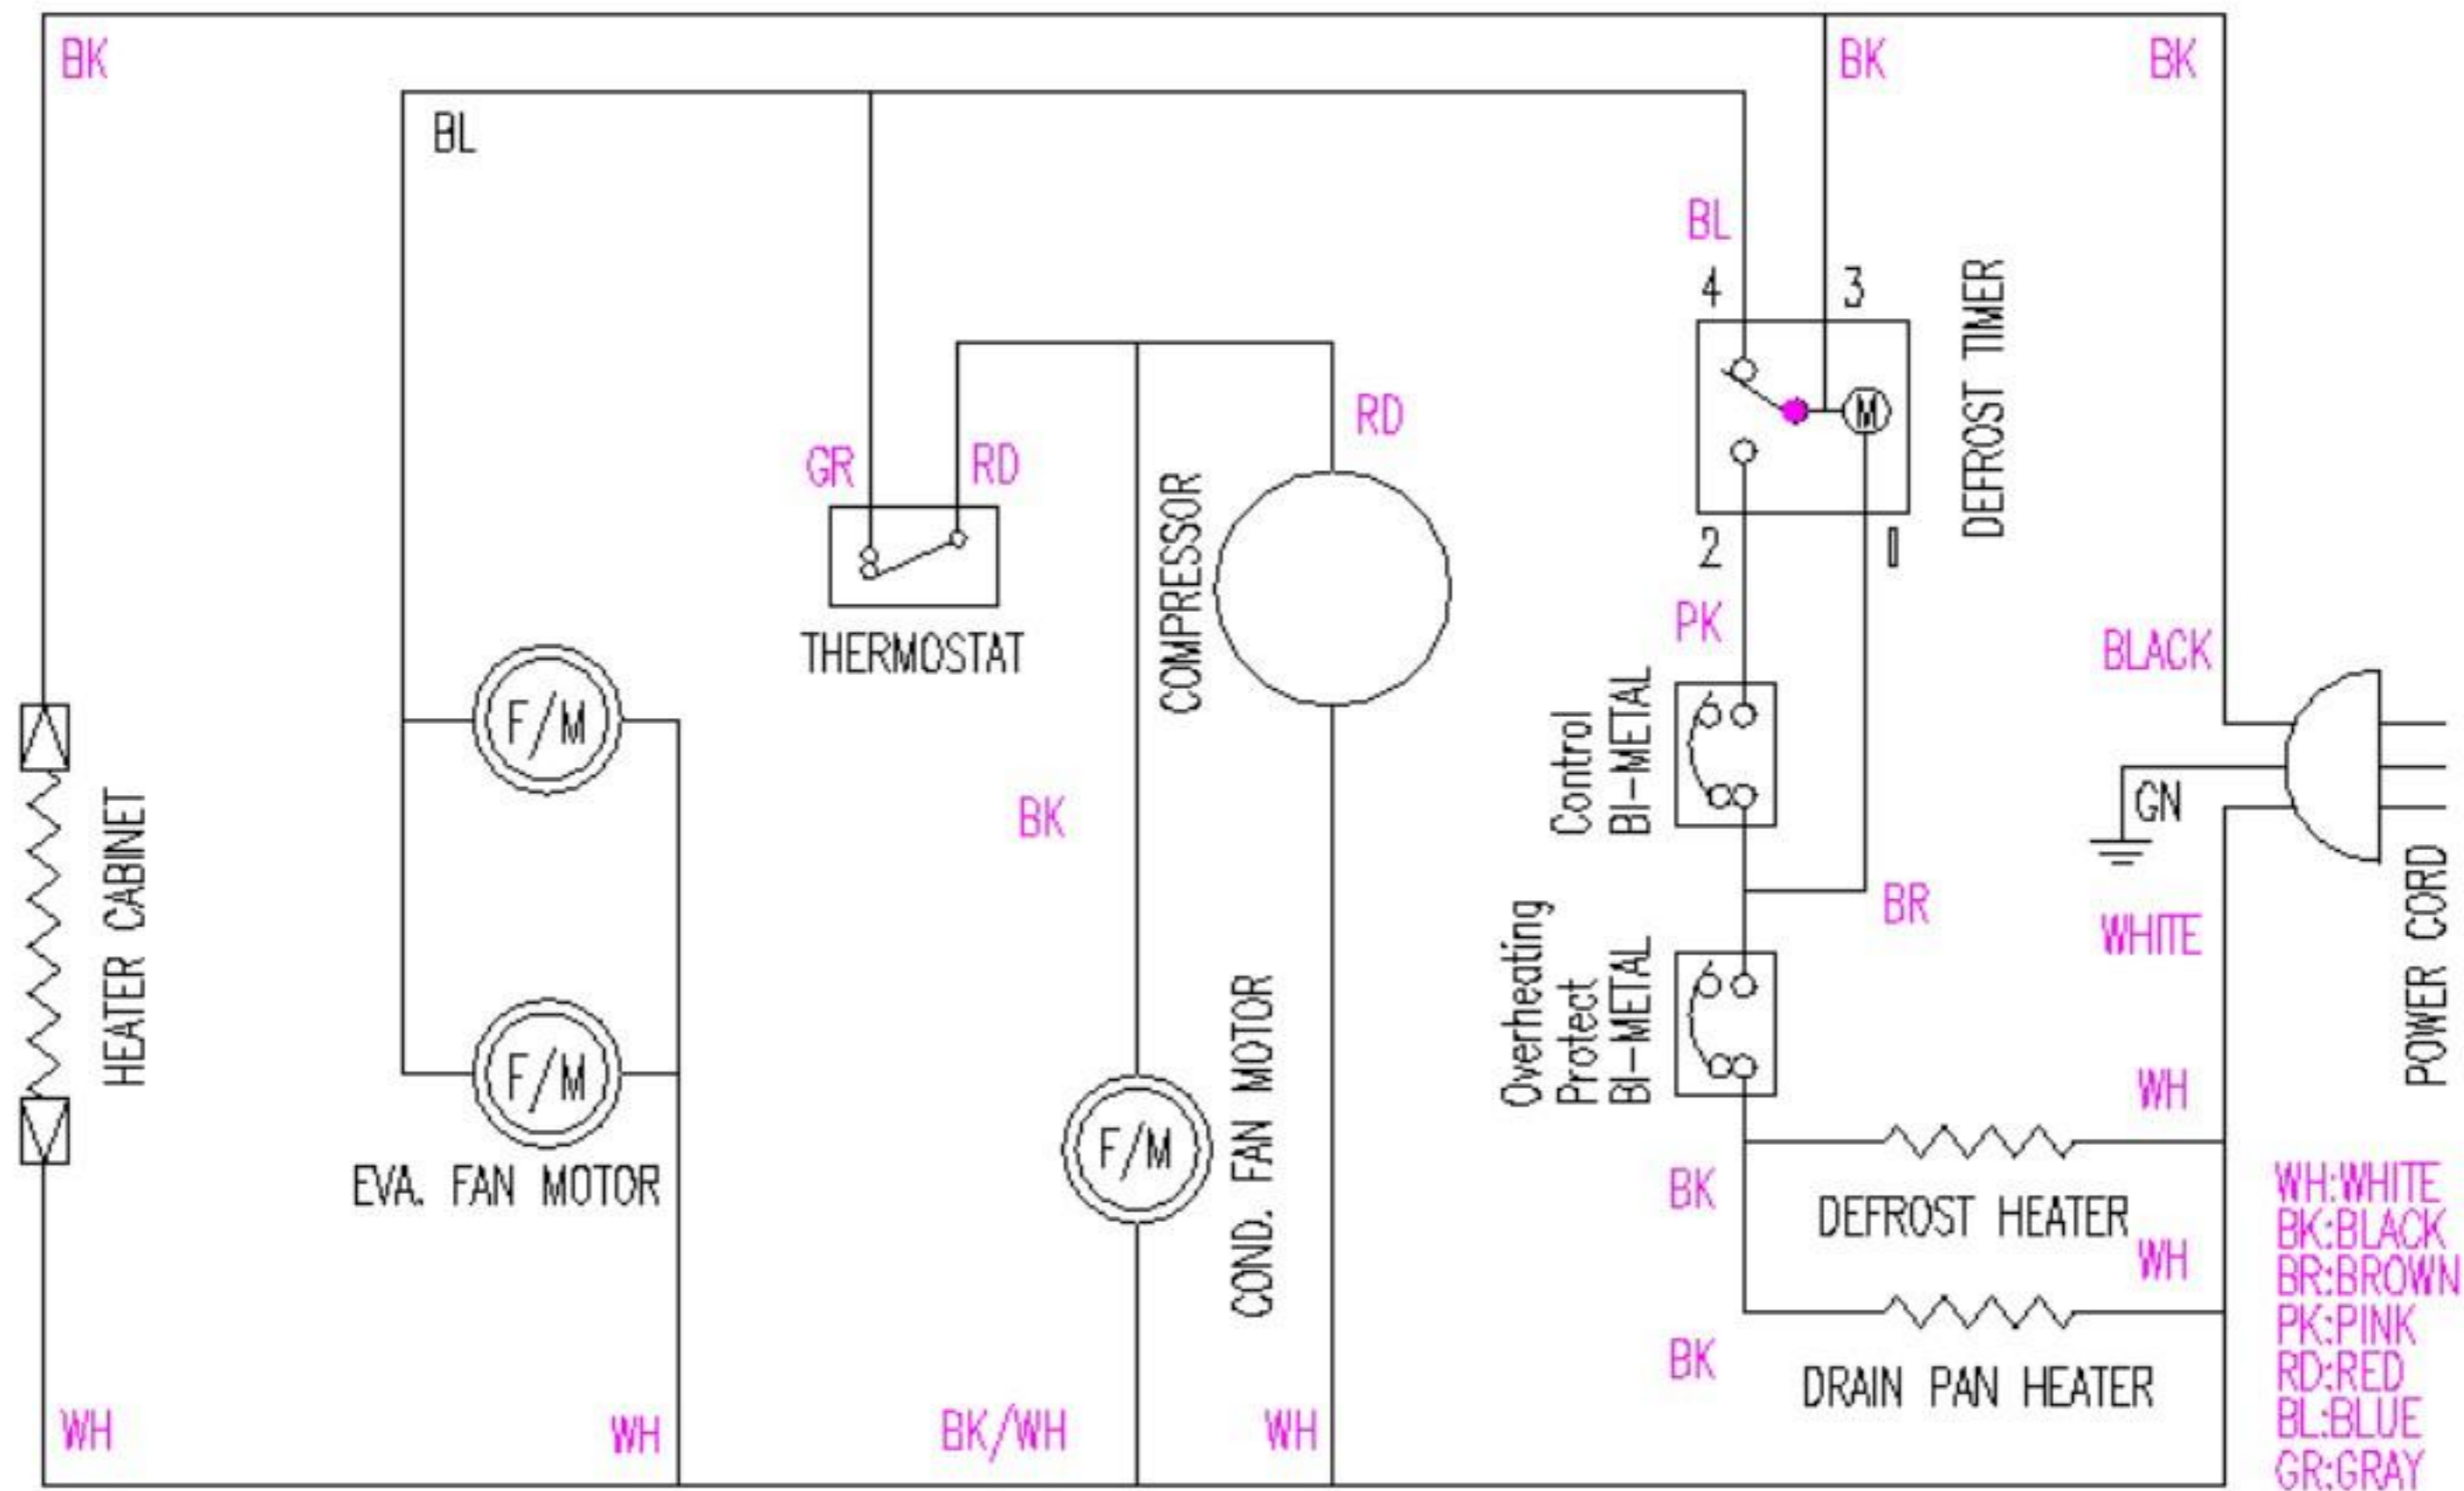 BK
BK
BK
BL
BL
4
3
DEFROST TIMER
GR
RD
RD
THERMOSTAT
COMPRESSOR
2
1
PK
BLACK
F/M
Control
BI-METAL
HEATER CABINET
BK
GN
BR
WHITE
POWER CORD
Overheating
Protect
BI-METAL
F/M
EVA. FAN MOTOR
F/M
COND. FAN MOTOR
WH
BK
DEFROST HEATER
WH
BK
DRAIN PAN HEATER
WH
WH
BK/WH
WH
WH:WHITE
BK:BLACK
BR:BROWN
PK:PINK
RD:RED
BL:BLUE
GR:GRAY
M